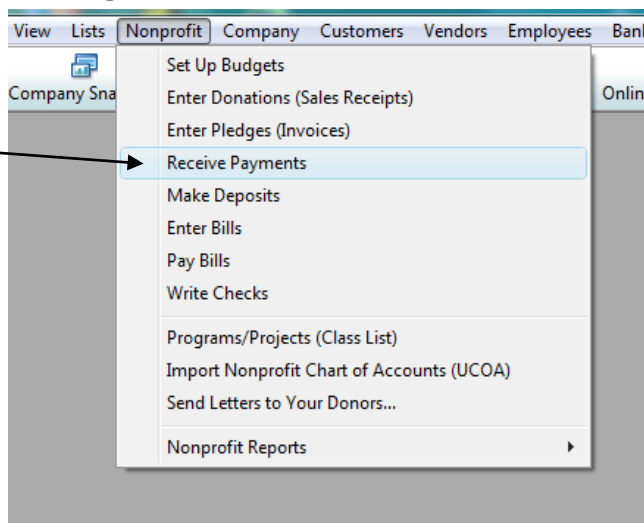 View Lists Nonprofit Company Customers Vendors Employees Ban
Company Sna
Onlin
Set Up Budgets
Enter Donations (Sales Receipts)
Enter Pledges (Invoices)
Receive Payments
Make Deposits
Enter Bills
Pay Bills
Write Checks
Programs/Projects (Class List)
Import Nonprofit Chart of Accounts (UCOA)
Send Letters to Your Donors...
Nonprofit Reports